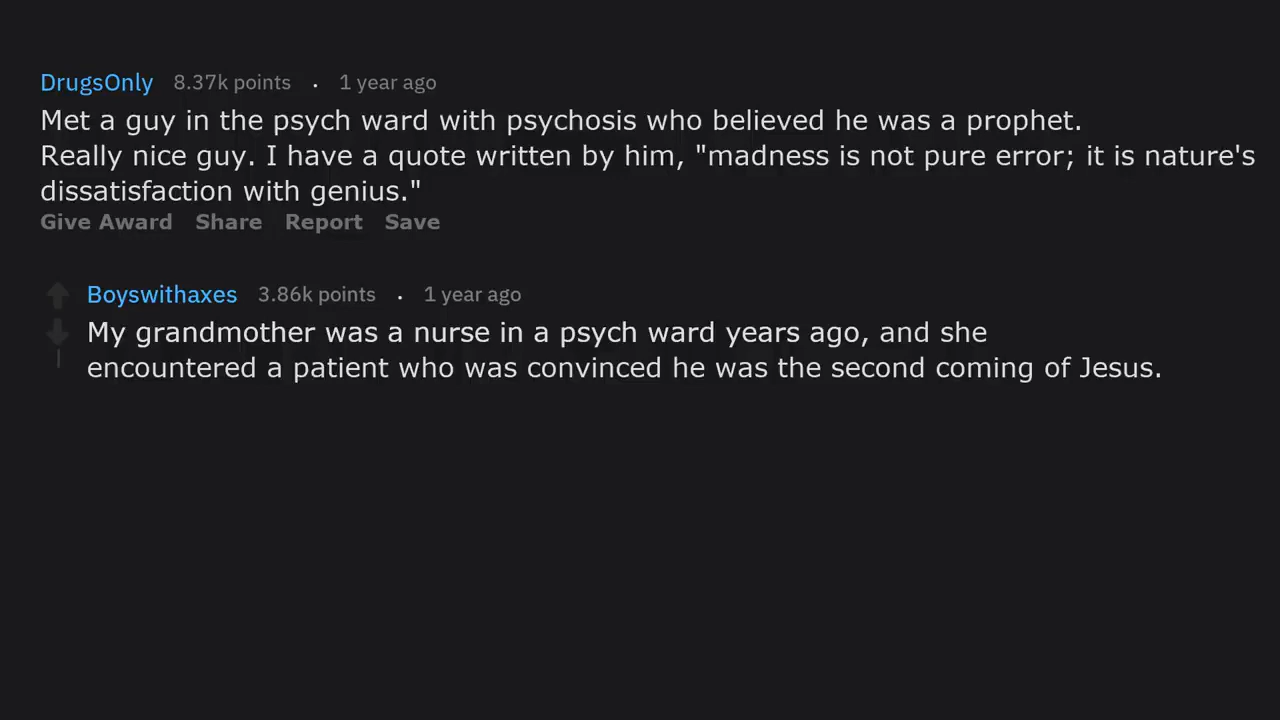 DrugsOnly 8.37k points · 1 year ago
Met a guy in the psych ward with psychosis who believed he was a prophet.
Really nice guy. I have a quote written by him, "madness is not pure error; it is nature's
dissatisfaction with genius."
Give Award Share Report Save
Boyswithaxes 3.86k points · 1 year ago
My grandmother was a nurse in a psych ward years ago, and she
encountered a patient who was convinced he was the second coming of Jesus.